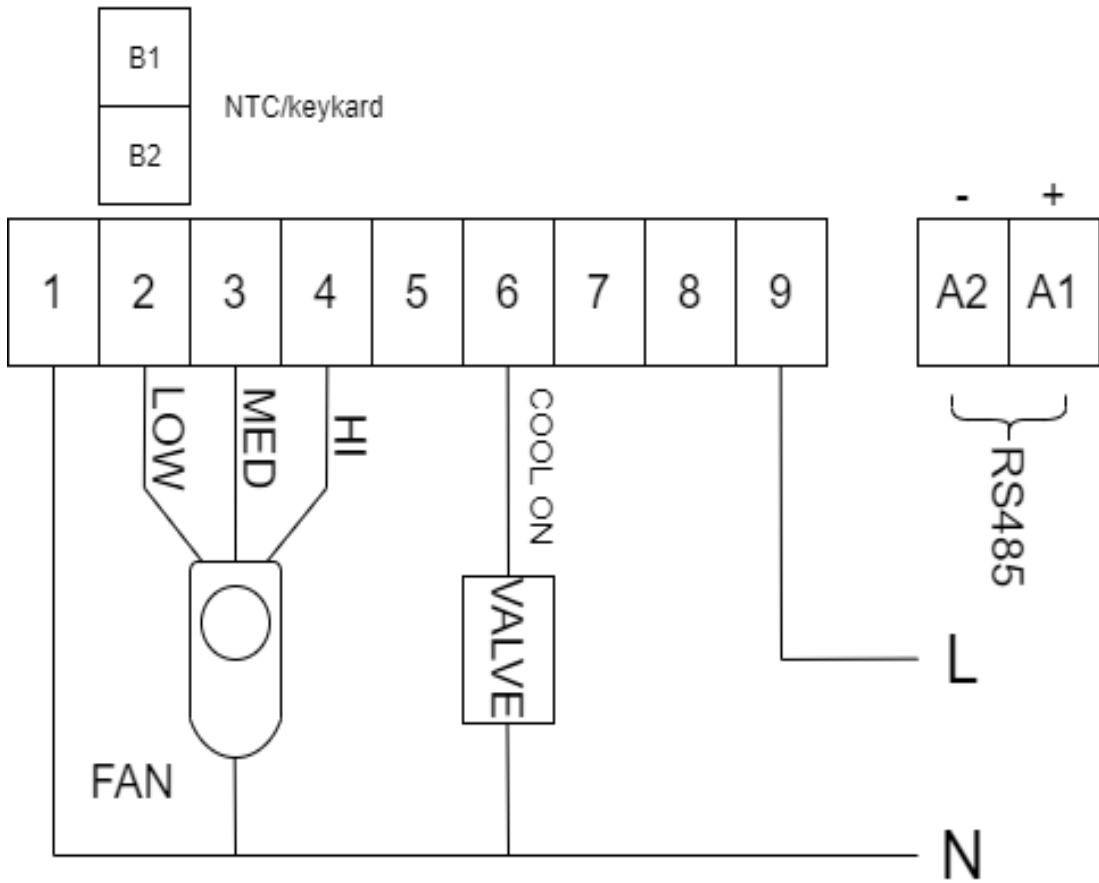 B1
NTC/keykard
B2
- +
1 2 3 4 5 6 7 8 9 A2 A1
LOW
MED
HI
COOL ON
RS485
VALVE
L
FAN
N